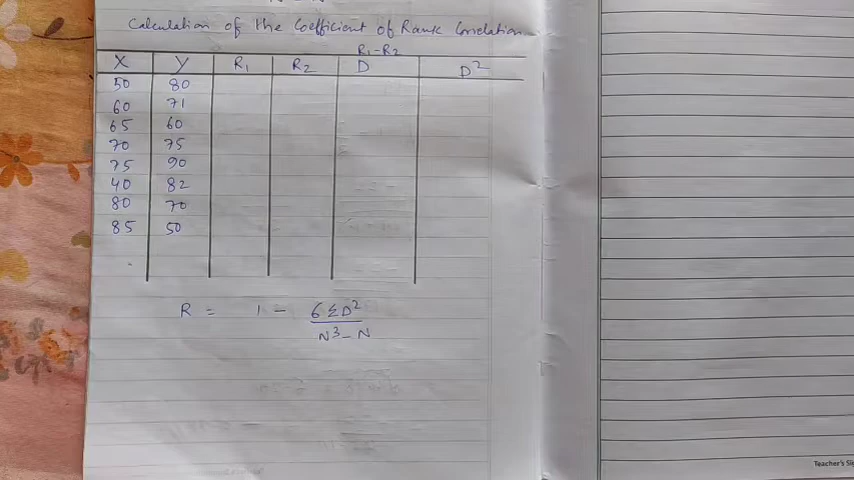 Calculation of the Coefficient of Rank Correlation
R1-R2
X Y R1 R2 D D²
50 80
60 71
65 60
70 75
75 90
40 82
80 70
85 50
R = 1 - 6ΣD²
N³-N
Teacher's Si